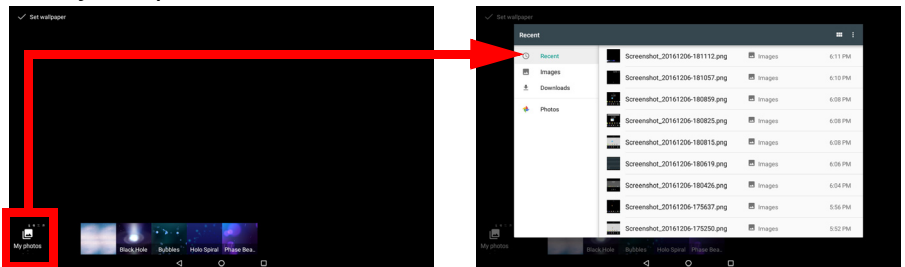 Set wallpaper
My photos
Black Hole
Bubbles
Holo Spiral
Phase Bea..
Set wallpaper
Recent
Recent
Images
Downloads
Photos
Screenshot_20161206-181112.png Images 6:11 PM
Screenshot_20161206-181057.png Images 6:10 PM
Screenshot_20161206-180859.png Images 6:08 PM
Screenshot_20161206-180825.png Images 6:08 PM
Screenshot_20161206-180815.png Images 6:08 PM
Screenshot_20161206-180619.png Images 6:06 PM
Screenshot_20161206-180426.png Images 6:04 PM
Screenshot_20161206-175637.png Images 5:56 PM
Screenshot_20161206-175250.png Images 5:52 PM
My photos
Black Hole
Bubbles
Holo Spiral
Phase Bea..